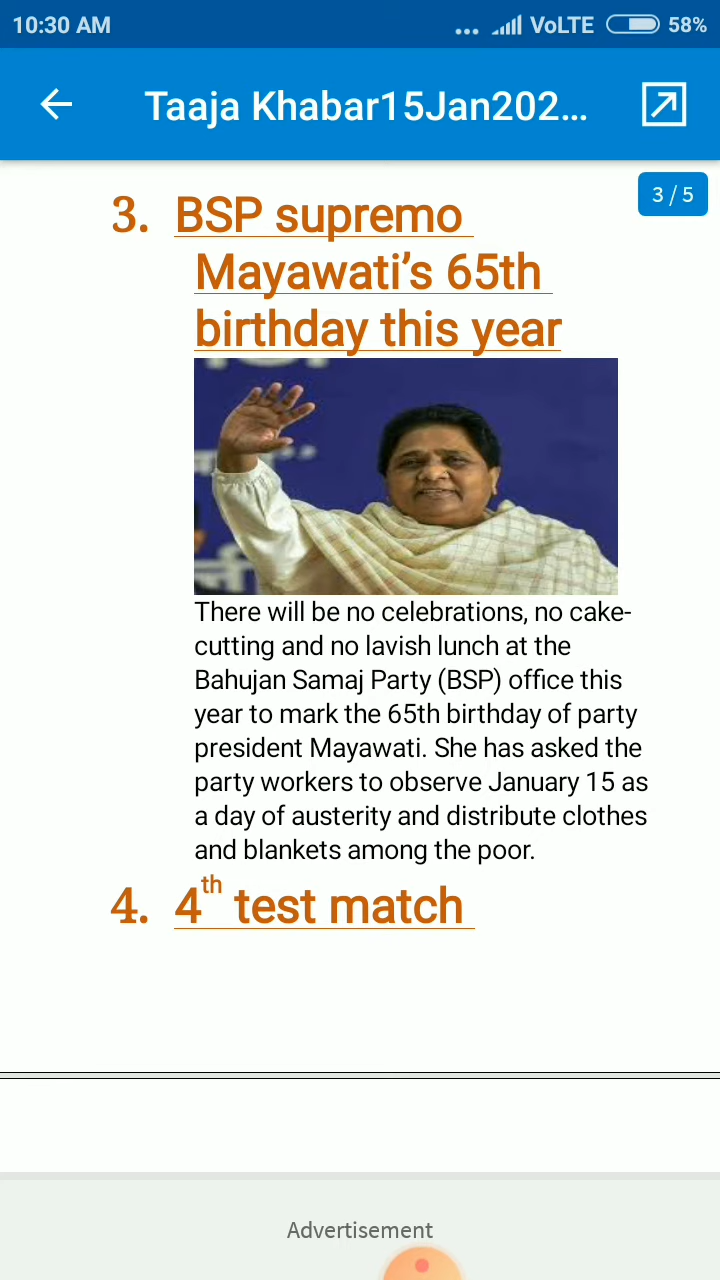 10:30 AM ... VoLTE 58%
Taaja Khabar15Jan202...
3 / 5
3. BSP supremo
Mayawati’s 65th
birthday this year
There will be no celebrations, no cake-
cutting and no lavish lunch at the
Bahujan Samaj Party (BSP) office this
year to mark the 65th birthday of party
president Mayawati. She has asked the
party workers to observe January 15 as
a day of austerity and distribute clothes
and blankets among the poor.
4. 4th test match
Advertisement